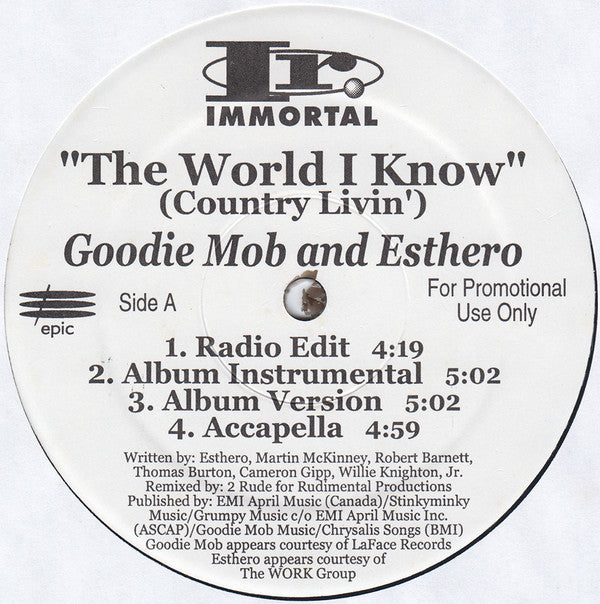 Ir.
IMMORTAL
"The World I Know"
(Country Livin')
Goodie Mob and Esthero
epic
Side A
For Promotional
Use Only
1. Radio Edit 4:19
2. Album Instrumental 5:02
3. Album Version 5:02
4. Accapella 4:59
Written by: Esthero, Martin McKinney, Robert Barnett,
Thomas Burton, Cameron Gipp, Willie Knighton, Jr.
Remixed by: 2 Rude for Rudimental Productions
Published by: EMI April Music (Canada)/Stinkyminky
Music/Grumpy Music c/o EMI April Music Inc.
(ASCAP)/Goodie Mob Music/Chrysalis Songs (BMI)
Goodie Mob appears courtesy of LaFace Records
Esthero appears courtesy of
The WORK Group